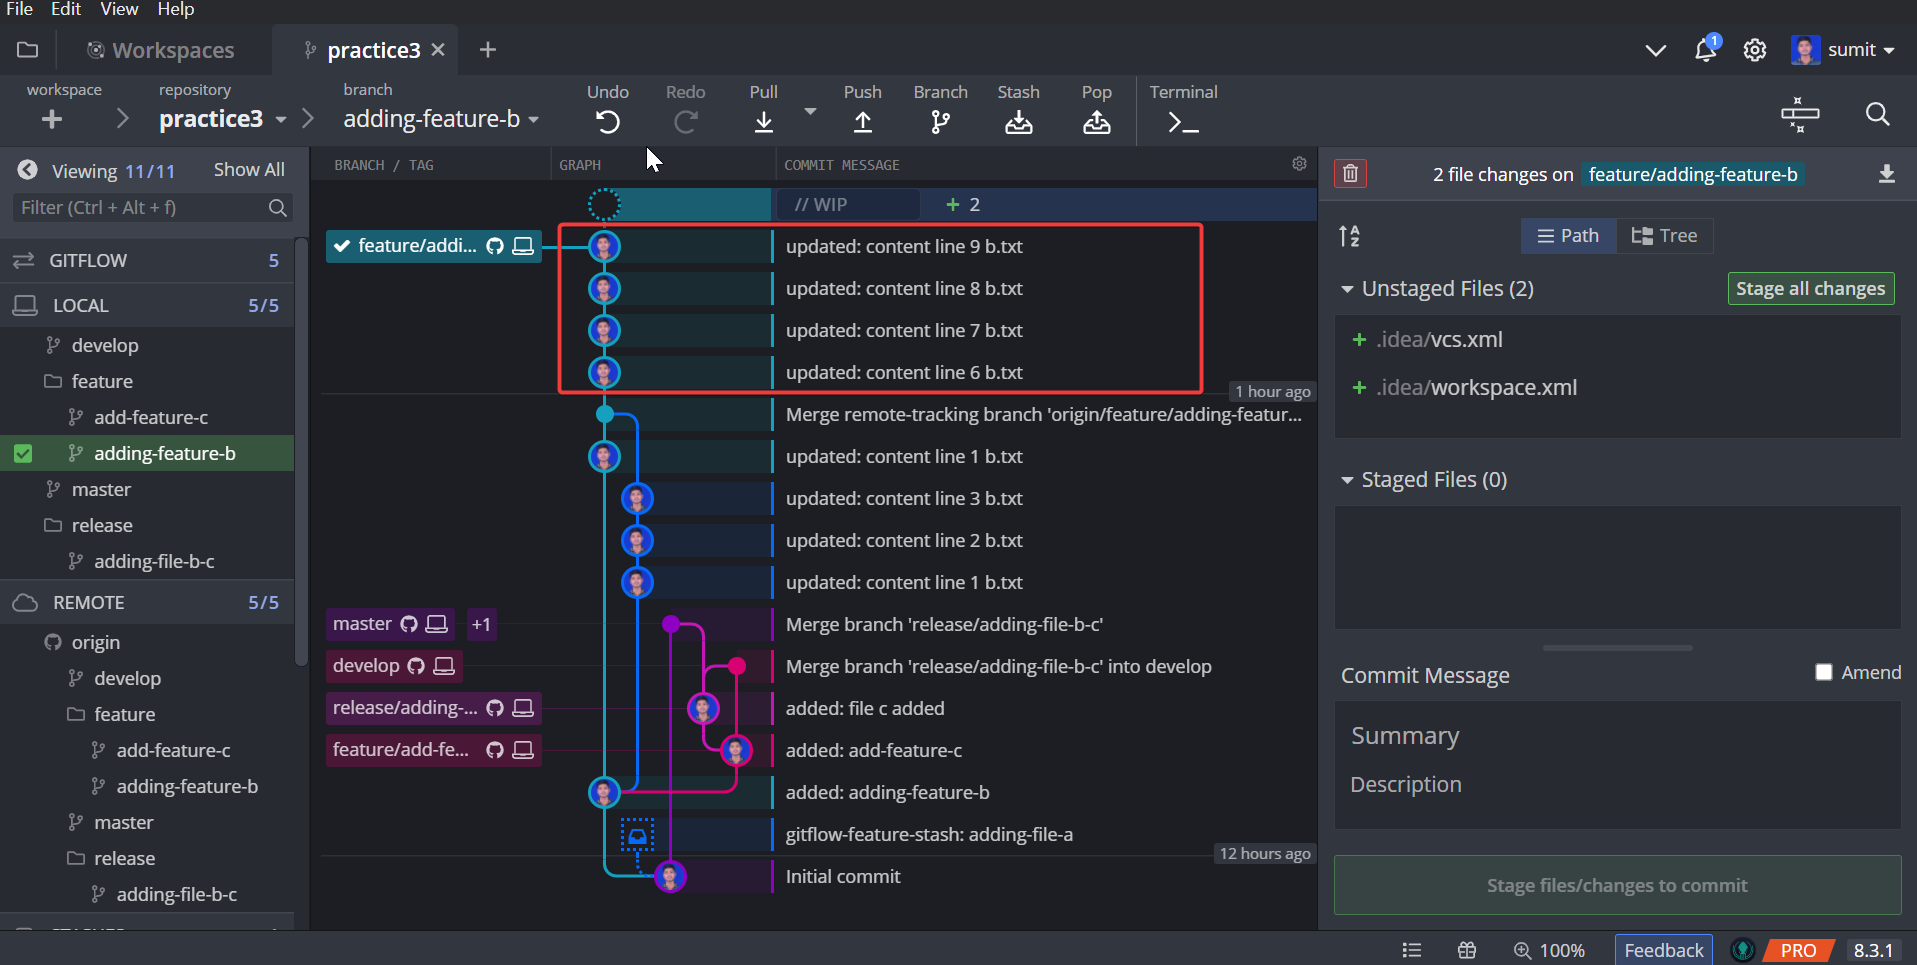 File Edit View Help
Workspaces practice3 1 sumit
workspace repository branch Undo Redo Pull Push Branch Stash Pop Terminal
practice3 adding-feature-b
Viewing 11/11 Show All
Filter (Ctrl + Alt + f)
GITFLOW 5
LOCAL 5/5
develop
feature
add-feature-c
adding-feature-b
master
release
adding-file-b-c
REMOTE 5/5
origin
develop
feature
add-feature-c
adding-feature-b
master
release
adding-file-b-c
BRANCH / TAG GRAPH COMMIT MESSAGE
// WIP + 2
feature/addi... updated: content line 9 b.txt
updated: content line 8 b.txt
updated: content line 7 b.txt
updated: content line 6 b.txt
1 hour ago
Merge remote-tracking branch 'origin/feature/adding-featur...
updated: content line 1 b.txt
updated: content line 3 b.txt
updated: content line 2 b.txt
updated: content line 1 b.txt
master +1 Merge branch 'release/adding-file-b-c'
develop Merge branch 'release/adding-file-b-c' into develop
release/adding-... added: file c added
feature/add-fe... added: add-feature-c
added: adding-feature-b
gitflow-feature-stash: adding-file-a
12 hours ago
Initial commit
2 file changes on feature/adding-feature-b
Path Tree
Unstaged Files (2) Stage all changes
+ .idea/vcs.xml
+ .idea/workspace.xml
Staged Files (0)
Commit Message Amend
Summary
Description
Stage files/changes to commit
100% Feedback PRO 8.3.1